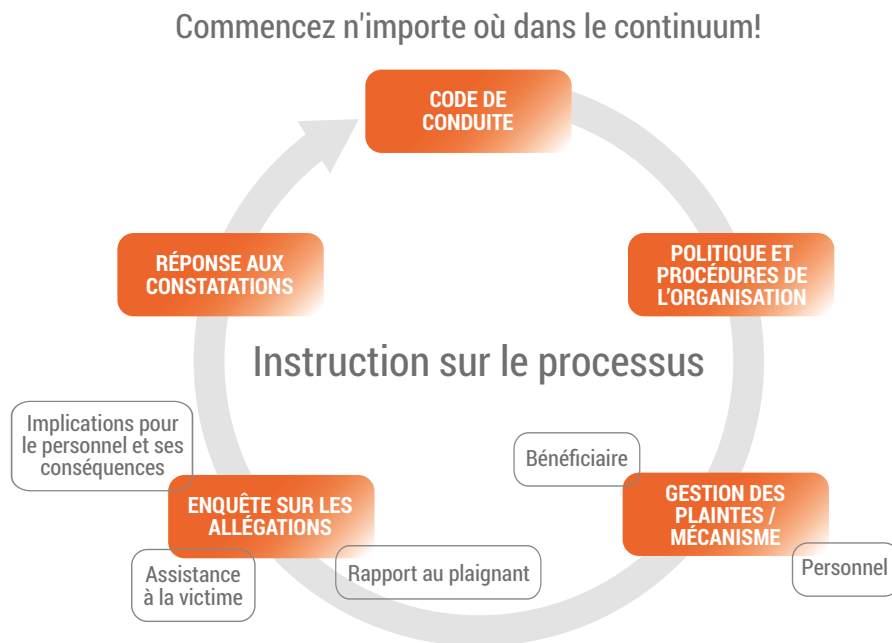 Commencez n'importe où dans le continuum!
CODE DE
CONDUITE
RÉPONSE AUX
CONSTATATIONS
POLITIQUE ET
PROCÉDURES DE
L'ORGANISATION
Instruction sur le processus
Implications pour
le personnel et ses
conséquences
Bénéficiaire
ENQUÊTE SUR LES
ALLÉGATIONS
GESTION DES
PLAINTES /
MÉCANISME
Assistance
à la victime
Rapport au plaignant
Personnel